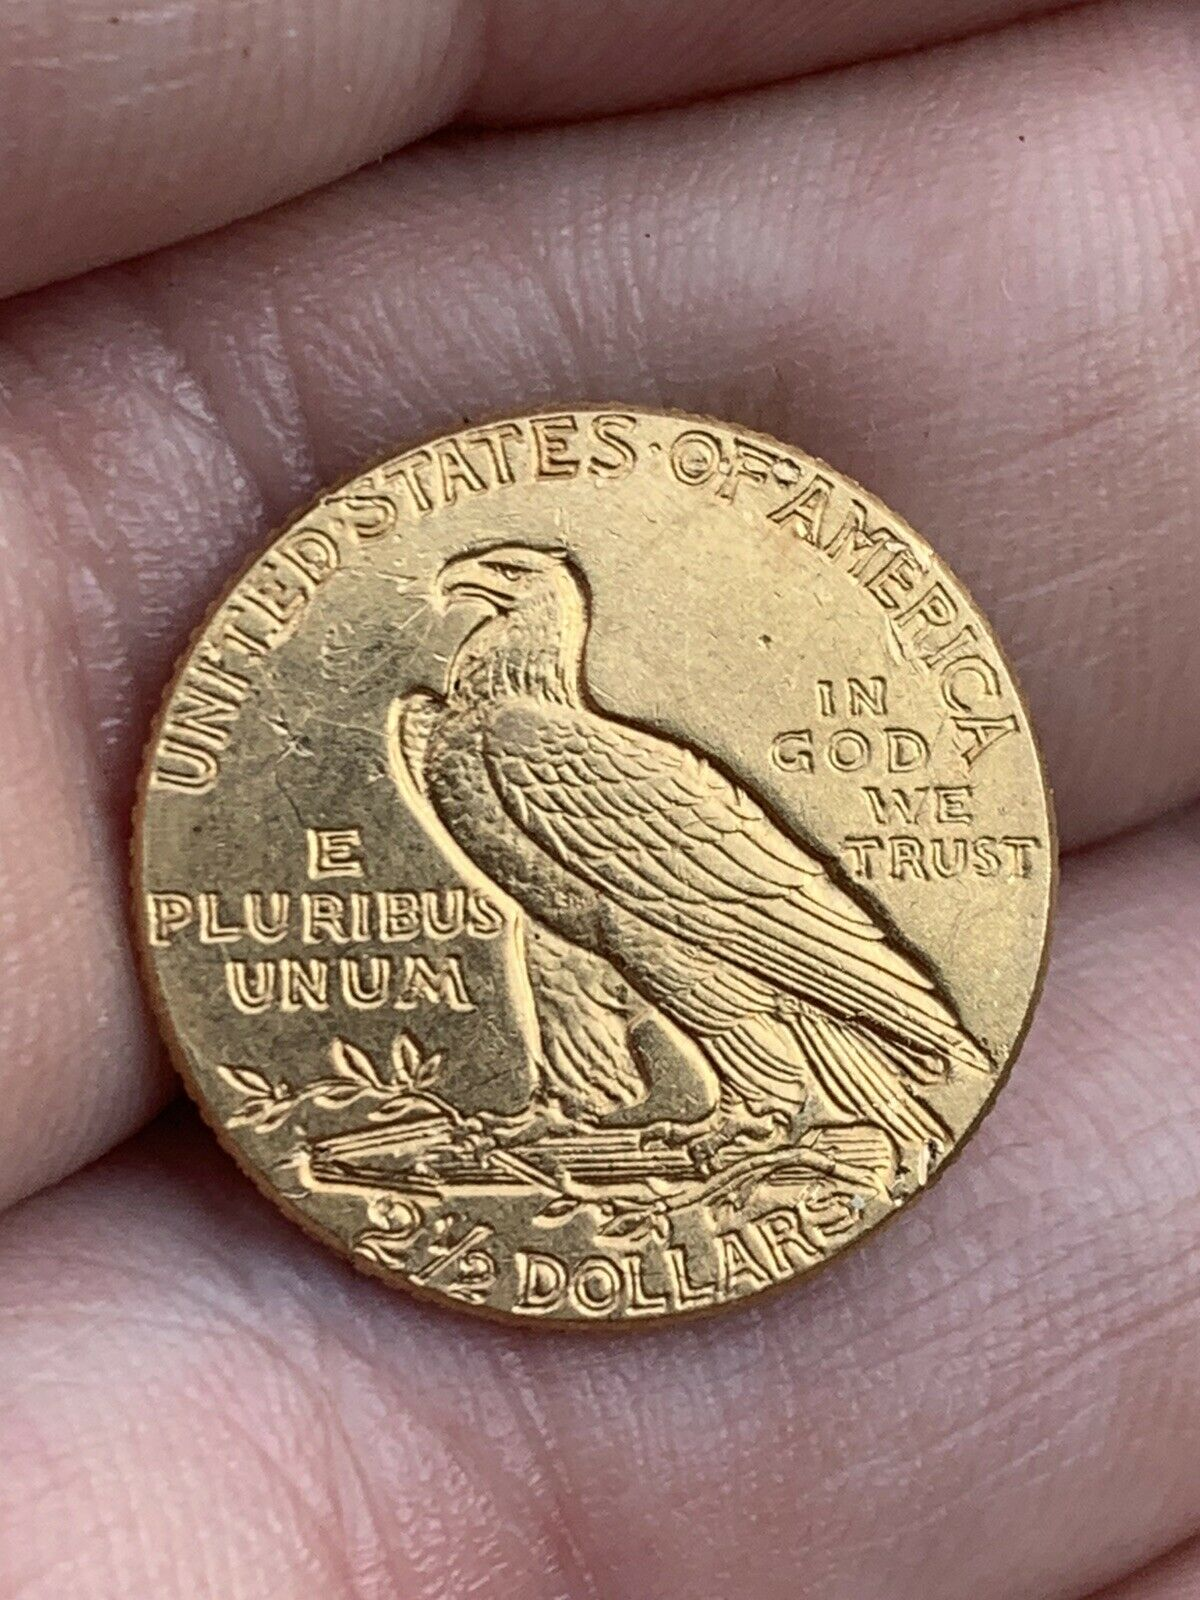 UNITED·STATES·OF·AMERICA
IN
GOD
WE
TRUST
E
PLURIBUS
UNUM
2½ DOLLARS